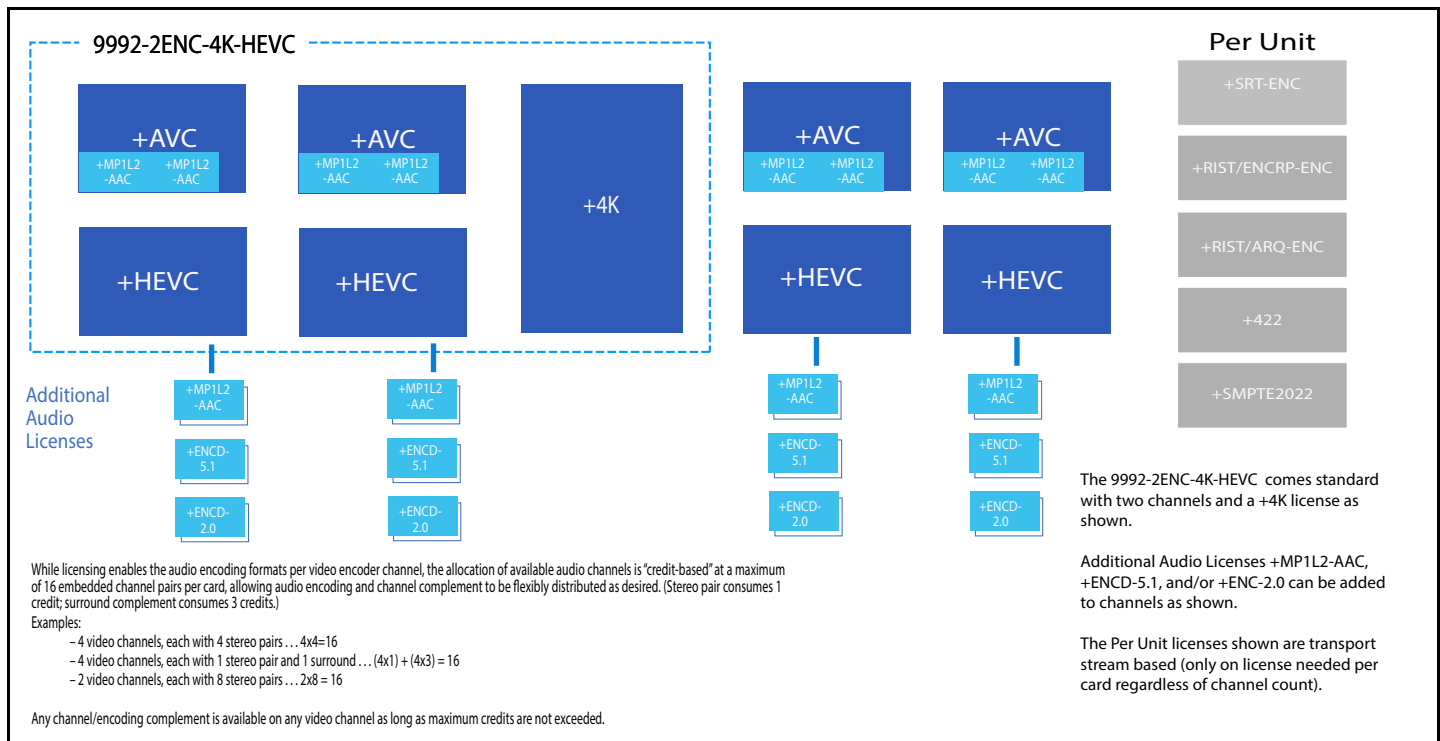 9992-2ENC-4K-HEVC
Per Unit
+AVC
+MP1L2
-AAC
+MP1L2
-AAC
+AVC
+MP1L2
-AAC
+MP1L2
-AAC
+4K
+AVC
+MP1L2
-AAC
+MP1L2
-AAC
+AVC
+MP1L2
-AAC
+MP1L2
-AAC
+HEVC
+HEVC
+HEVC
+HEVC
+SRT-ENC
+RIST/ENCRP-ENC
+RIST/ARQ-ENC
+422
+SMPTE2022
Additional
Audio
Licenses
+MP1L2
-AAC
+ENCD-
5.1
+ENCD-
2.0
+MP1L2
-AAC
+ENCD-
5.1
+ENCD-
2.0
+MP1L2
-AAC
+ENCD-
5.1
+ENCD-
2.0
+MP1L2
-AAC
+ENCD-
5.1
+ENCD-
2.0
The 9992-2ENC-4K-HEVC comes standard
with two channels and a +4K license as
shown.
Additional Audio Licenses +MP1L2-AAC,
+ENCD-5.1, and/or +ENC-2.0 can be added
to channels as shown.
The Per Unit licenses shown are transport
stream based (only on license needed per
card regardless of channel count).
While licensing enables the audio encoding formats per video encoder channel, the allocation of available audio channels is "credit-based" at a maximum
of 16 embedded channel pairs per card, allowing audio encoding and channel complement to be flexibly distributed as desired. (Stereo pair consumes 1
credit; surround complement consumes 3 credits.)
Examples:
– 4 video channels, each with 4 stereo pairs . . . 4x4=16
– 4 video channels, each with 1 stereo pair and 1 surround . . . (4x1) + (4x3) = 16
– 2 video channels, each with 8 stereo pairs . . . 2x8 = 16
Any channel/encoding complement is available on any video channel as long as maximum credits are not exceeded.